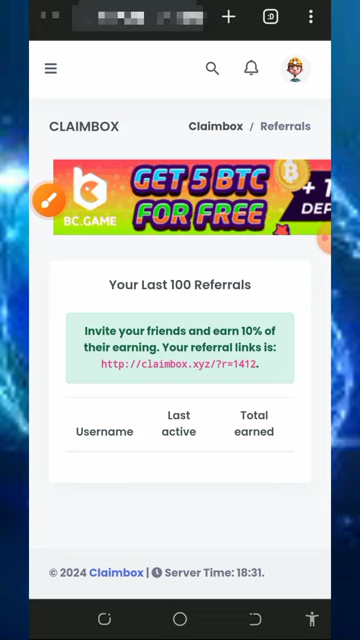 :D
CLAIMBOX
Claimbox / Referrals
BC.GAME
GET 5 BTC
FOR FREE
+ 1
DEP
Your Last 100 Referrals
Invite your friends and earn 10% of
their earning. Your referral links is:
http://claimbox.xyz/?r=1412.
Username
Last
active
Total
earned
© 2024 Claimbox | Server Time: 18:31.